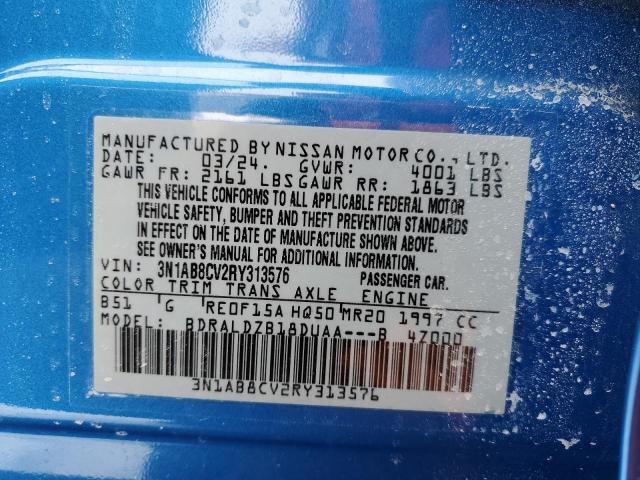 MANUFACTURED BY NISSAN MOTOR CO., LTD.
DATE: 03/24. GVWR: 4001 LBS
GAWR FR: 2161 LBS GAWR RR: 1863 LBS
THIS VEHICLE CONFORMS TO ALL APPLICABLE FEDERAL MOTOR
VEHICLE SAFETY, BUMPER AND THEFT PREVENTION STANDARDS
IN EFFECT ON THE DATE OF MANUFACTURE SHOWN ABOVE.
SEE OWNER'S MANUAL FOR ADDITIONAL INFORMATION.
VIN: 3N1AB8CV2RY313576 PASSENGER CAR.
COLOR TRIM TRANS AXLE ENGINE
B51 G RE0F15A HQ50 MR20 1997 CC
MODEL: BDRALDZB18DUAA---B 4Z000
3N1AB8CV2RY313576